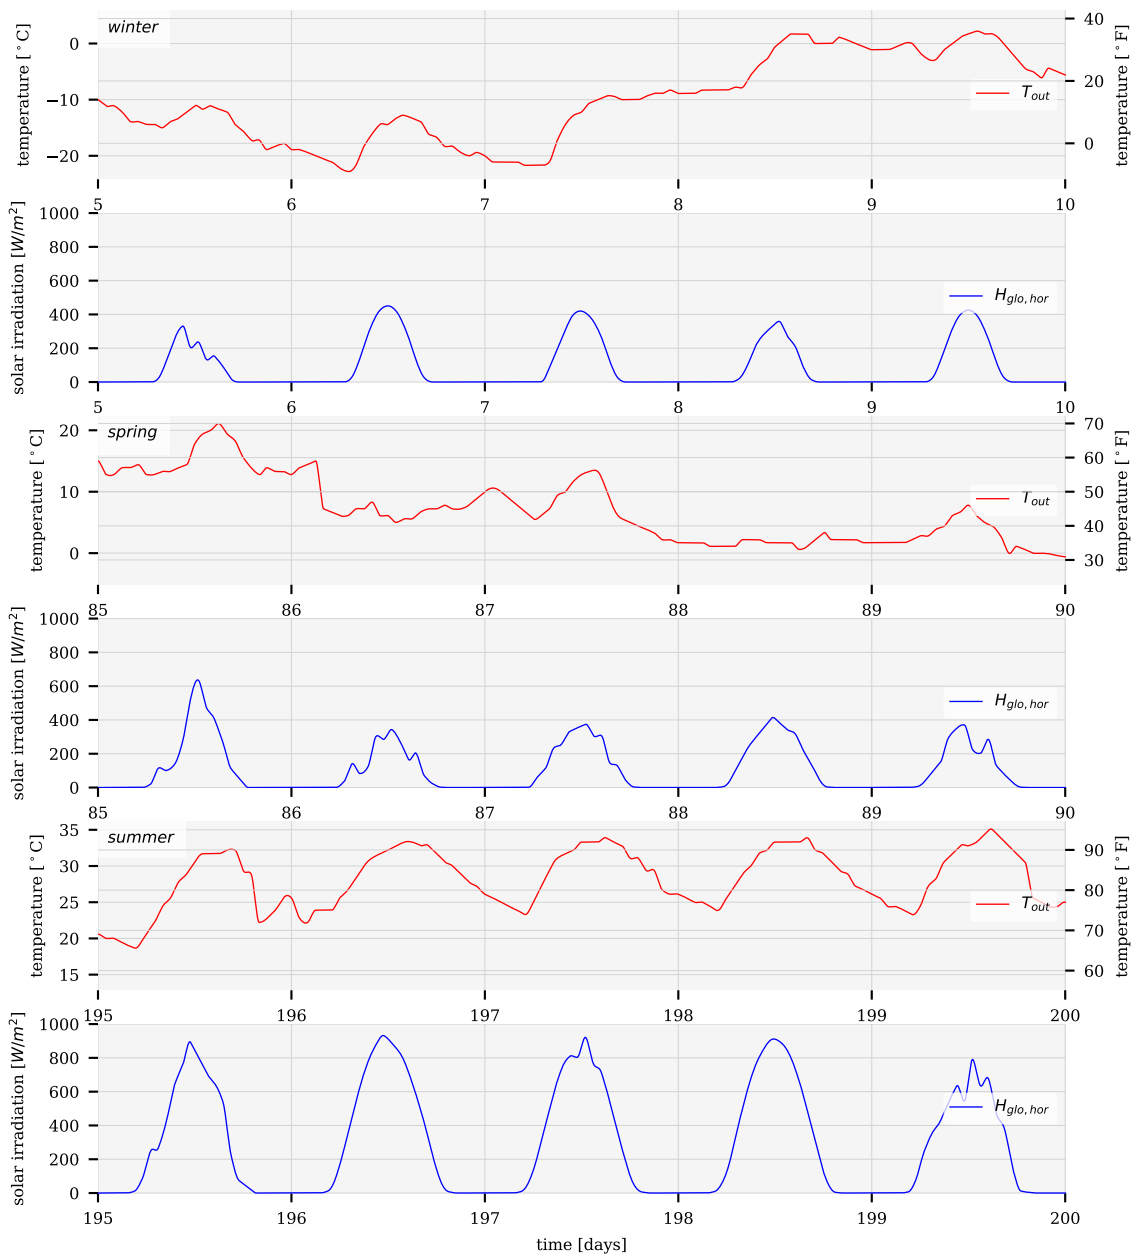 winter
temperature [°C]
0
−10
−20
40
20
0
temperature [°F]
T_out
5 6 7 8 9 10
solar irradiation [W/m²]
1000
800
600
400
200
0
H_glo,hor
5 6 7 8 9 10
spring
temperature [°C]
20
10
0
70
60
50
40
30
temperature [°F]
T_out
85 86 87 88 89 90
solar irradiation [W/m²]
1000
800
600
400
200
0
H_glo,hor
85 86 87 88 89 90
summer
temperature [°C]
35
30
25
20
15
90
80
70
60
temperature [°F]
T_out
195 196 197 198 199 200
solar irradiation [W/m²]
1000
800
600
400
200
0
H_glo,hor
195 196 197 198 199 200
time [days]